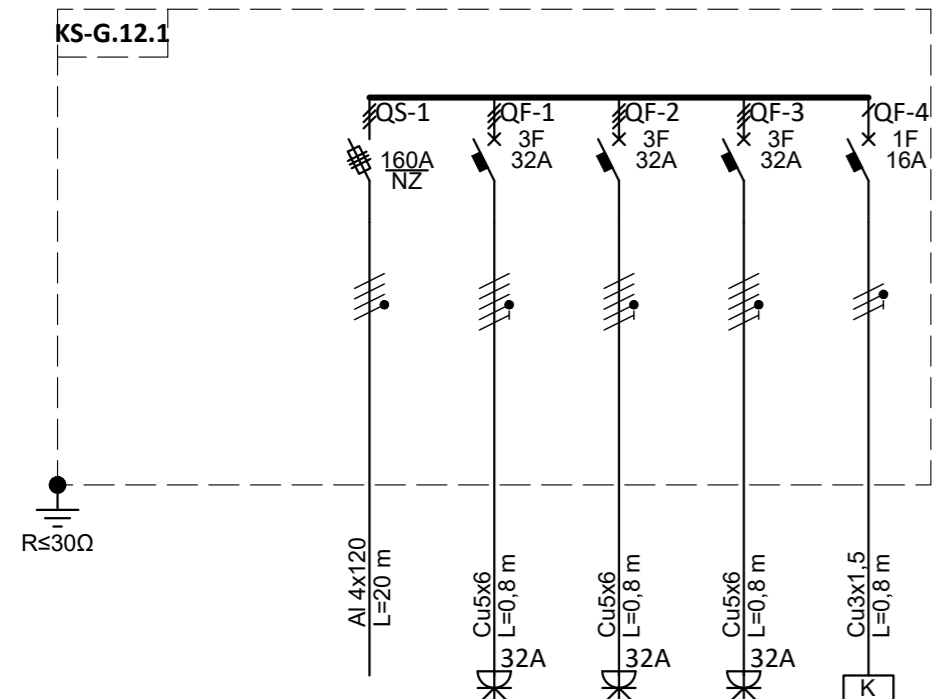 KS-G.12.1
QS-1
160A
NZ
QF-1
3F
32A
QF-2
3F
32A
QF-3
3F
32A
QF-4
1F
16A
R≤30Ω
Al 4x120
L=20 m
Cu5x6
L=0,8 m
Cu5x6
L=0,8 m
Cu5x6
L=0,8 m
Cu3x1,5
L=0,8 m
32A
32A
32A
K